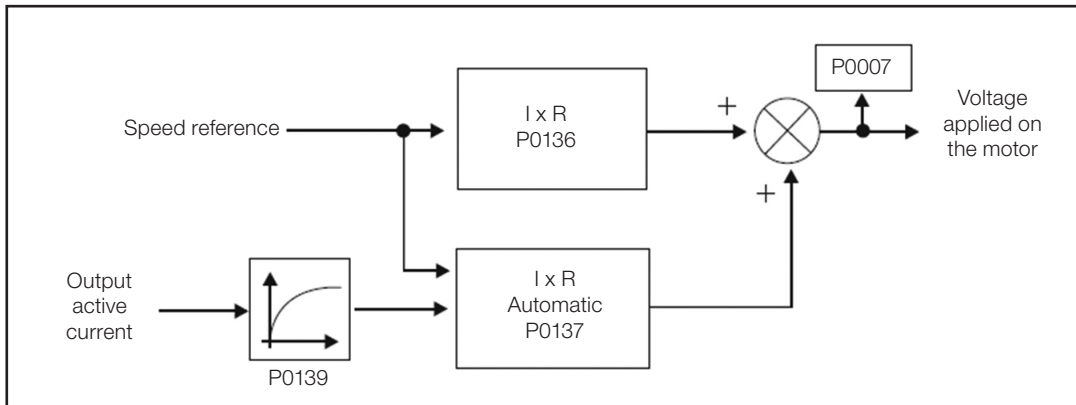 P0007
Speed reference
I x R
P0136
+
Voltage
applied on
the motor
+
Output
active
current
P0139
I x R
Automatic
P0137